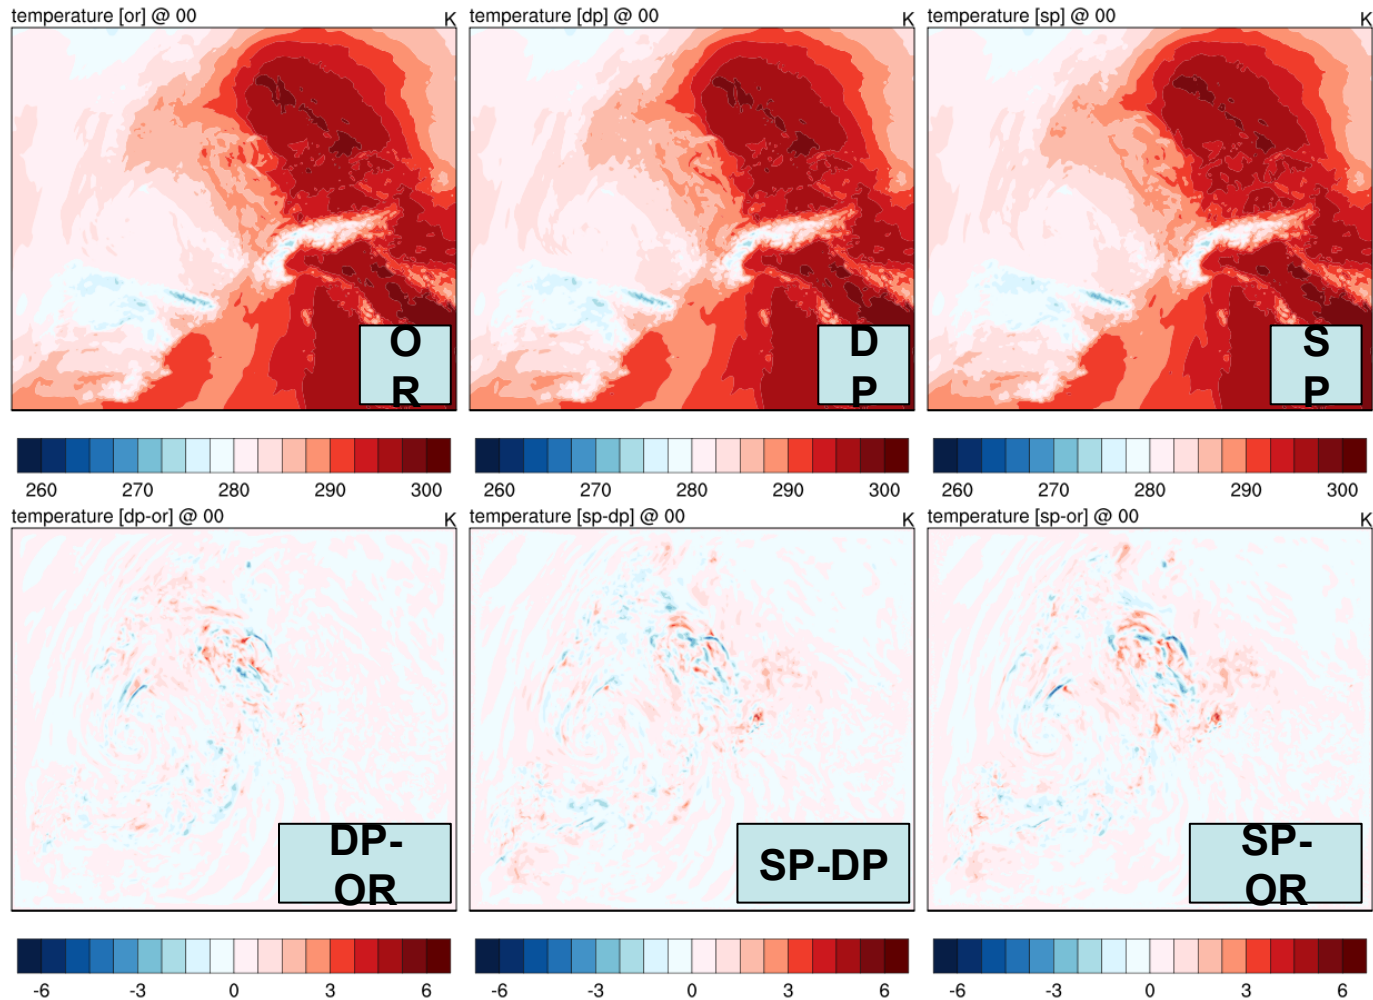 temperature [or] @ 00 K
temperature [dp] @ 00 K
temperature [sp] @ 00 K
O
R
D
P
S
P
260 270 280 290 300
260 270 280 290 300
260 270 280 290 300
temperature [dp-or] @ 00 K
temperature [sp-dp] @ 00 K
temperature [sp-or] @ 00 K
DP-
OR
SP-DP
SP-
OR
-6 -3 0 3 6
-6 -3 0 3 6
-6 -3 0 3 6